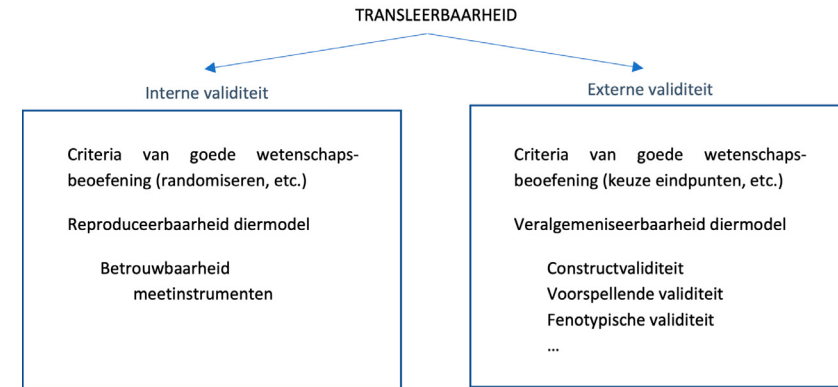 TRANSLEERBAARHEID
Interne validiteit
Criteria van goede wetenschaps-
beoefening (randomiseren, etc.)
Reproduceerbaarheid diermodel
Betrouwbaarheid
meetinstrumenten
Externe validiteit
Criteria van goede wetenschaps-
beoefening (keuze eindpunten, etc.)
Veralgemeniseerbaarheid diermodel
Constructvaliditeit
Voorspellende validiteit
Fenotypische validiteit
...